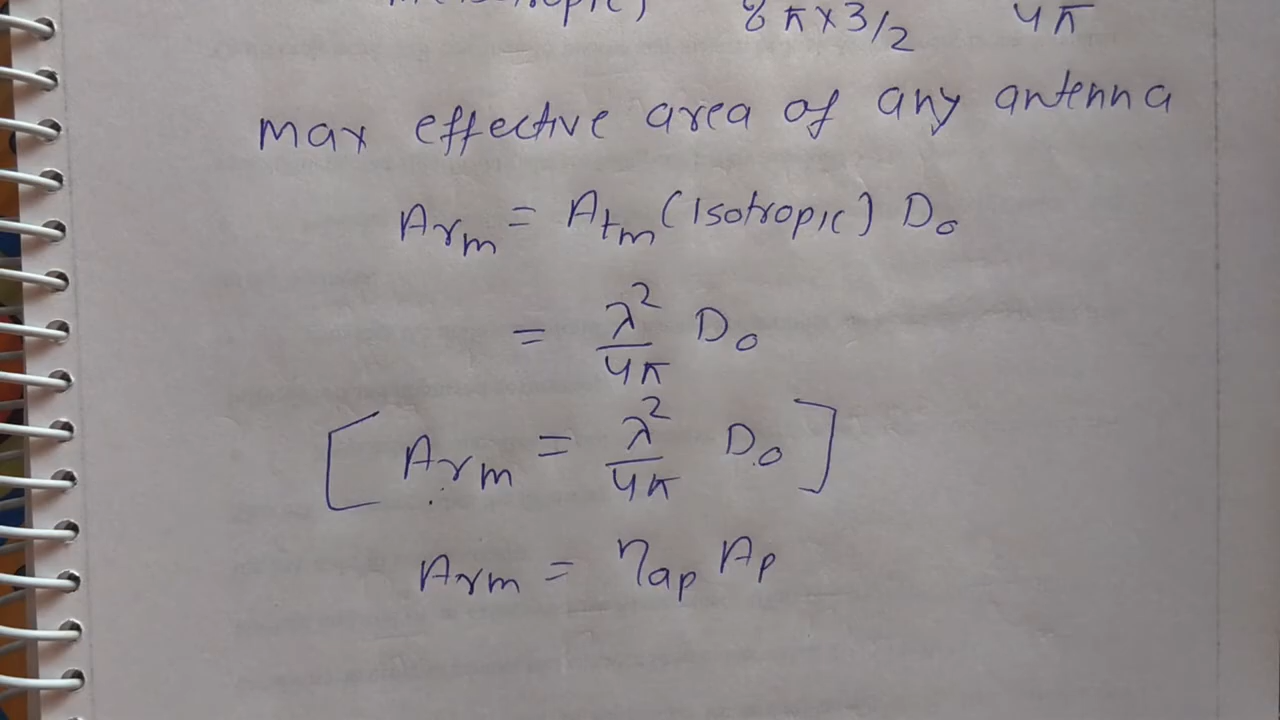 8π×3/2 4π
max effective area of any antenna
Arm = Atm (Isotropic) D₀
= λ²/4π D₀
[ Arm = λ²/4π D₀ ]
Arm = ηap Ap